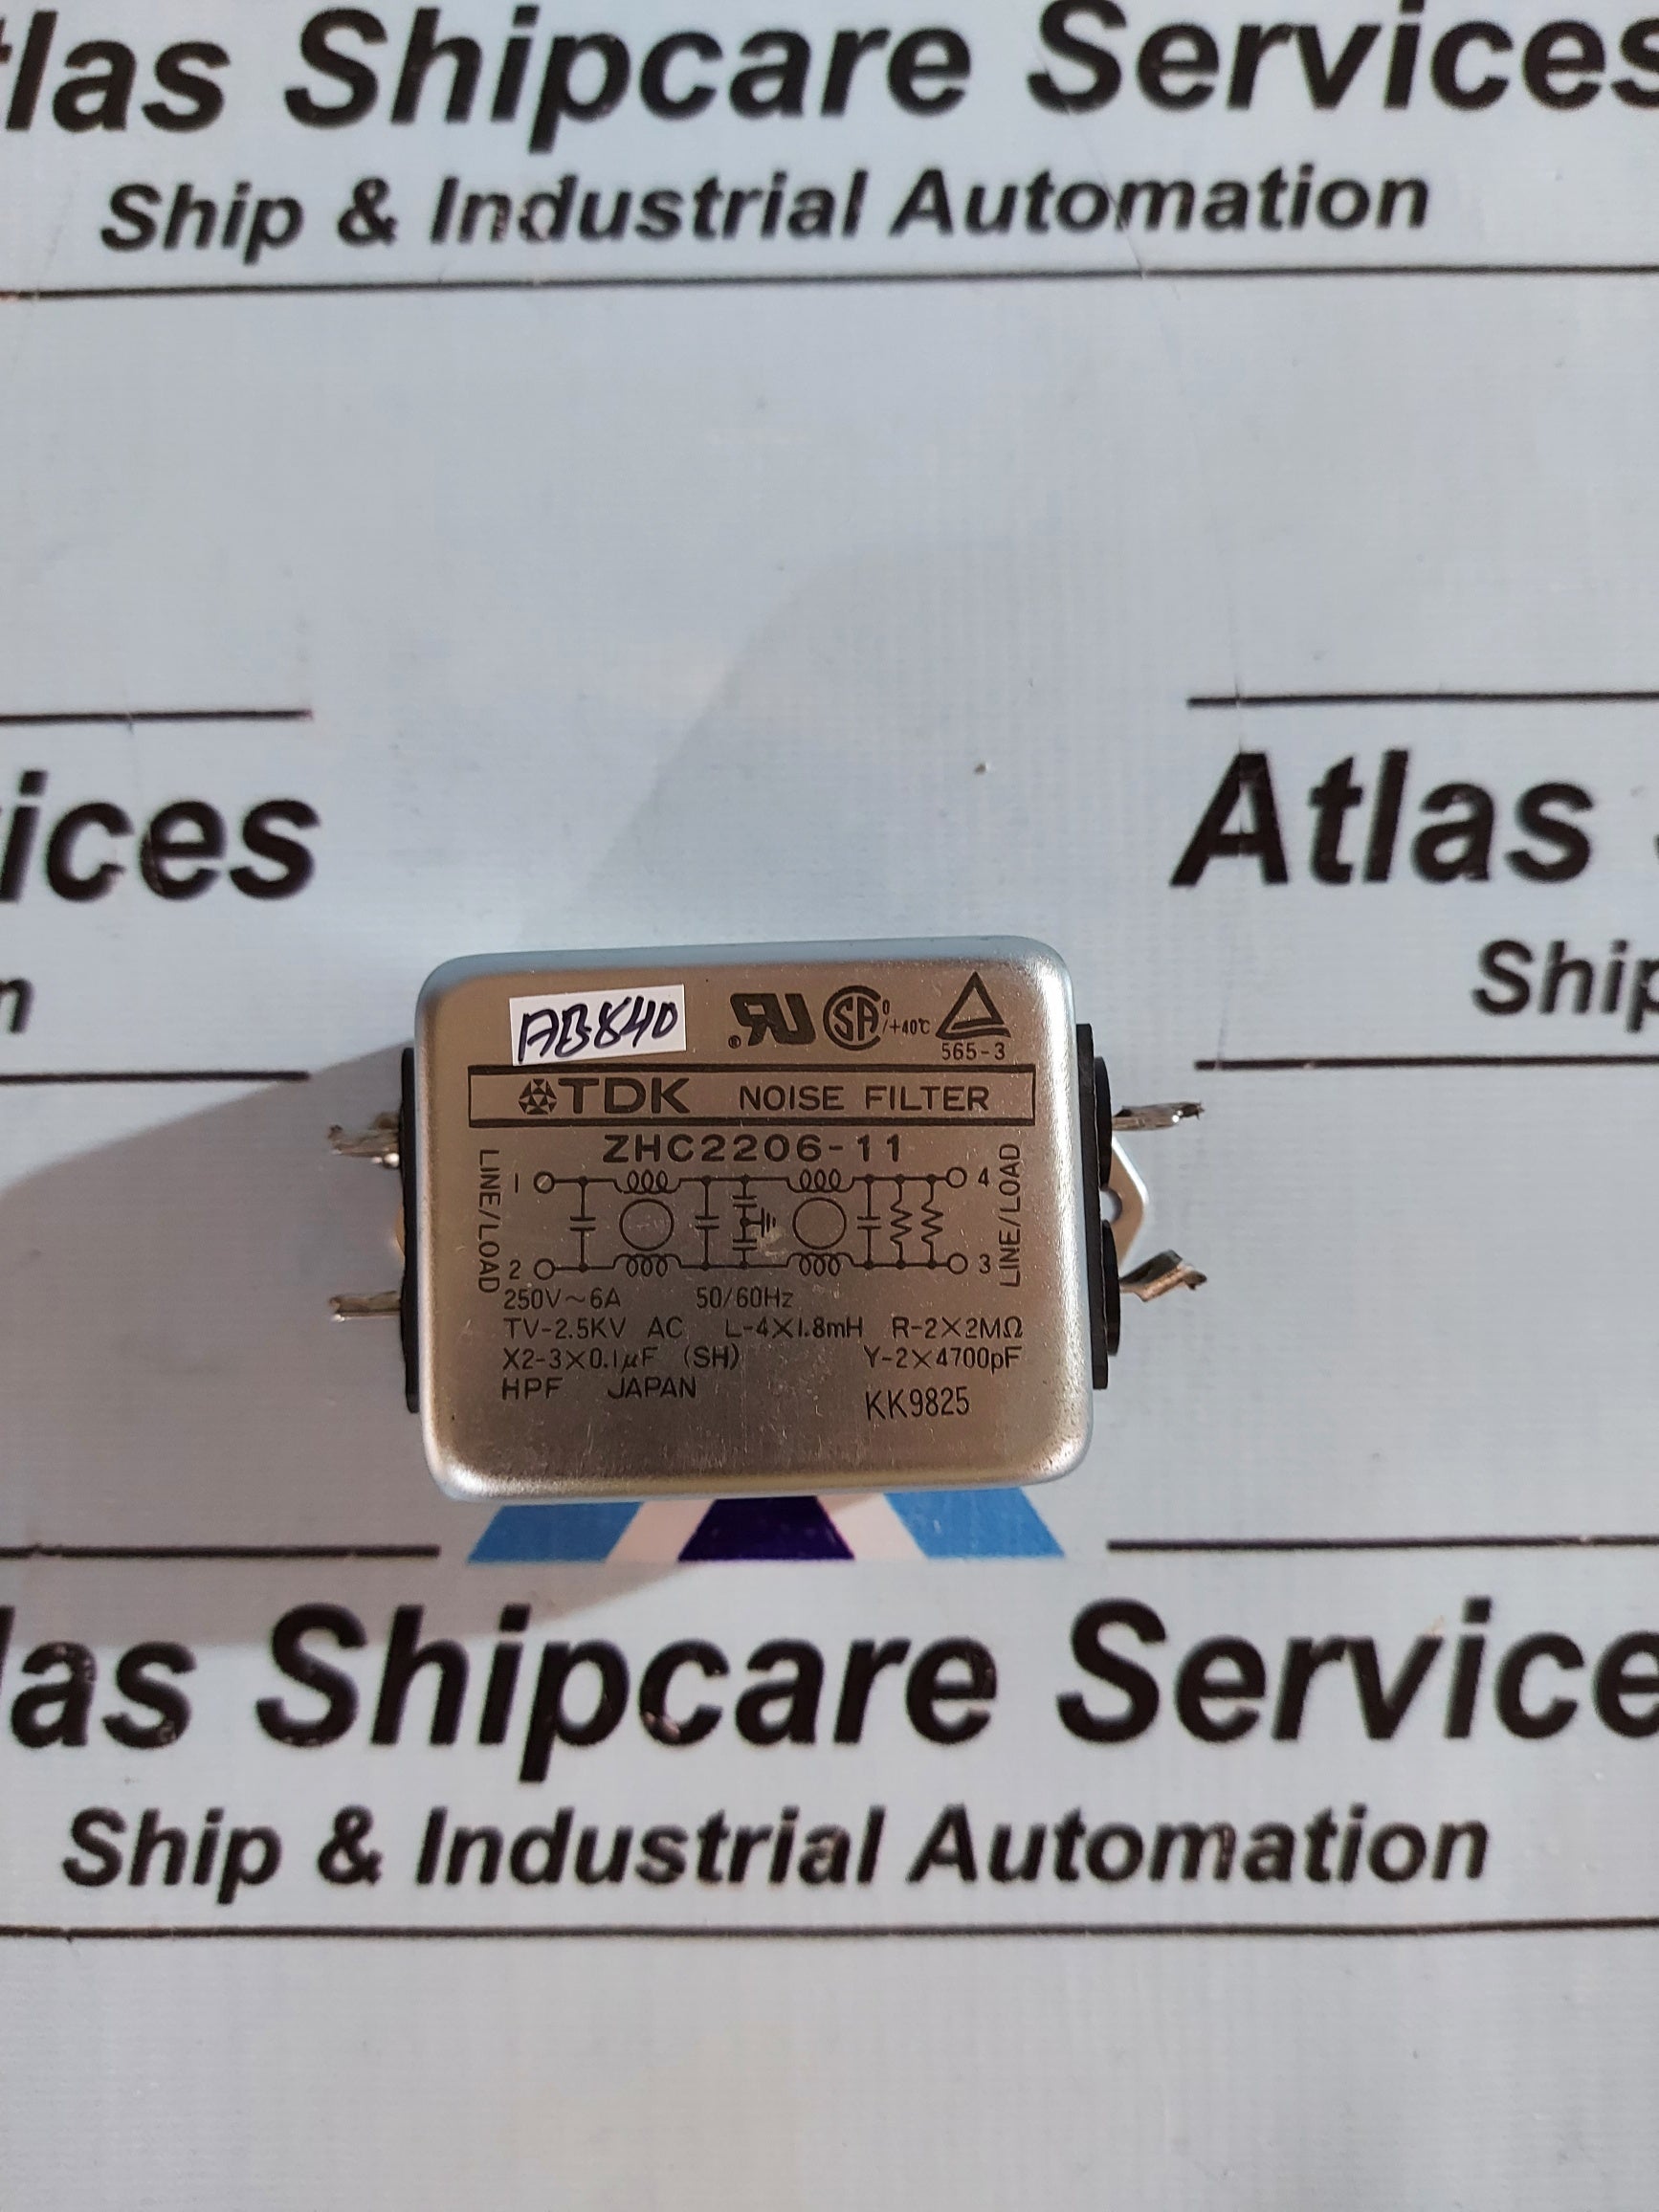 tlas Shipcare Services
Ship & Industrial Automation
ices
Atlas
n
Ship
AB840
RU ® SA 0/+40℃
565-3
TDK NOISE FILTER
ZHC2206-11
LINE/LOAD
1
2
4
3
LINE/LOAD
250V~6A 50/60Hz
TV-2.5KV AC L-4×1.8mH R-2×2MΩ
X2-3×0.1μF (SH) Y-2×4700pF
HPF JAPAN
KK9825
las Shipcare Service
Ship & Industrial Automation